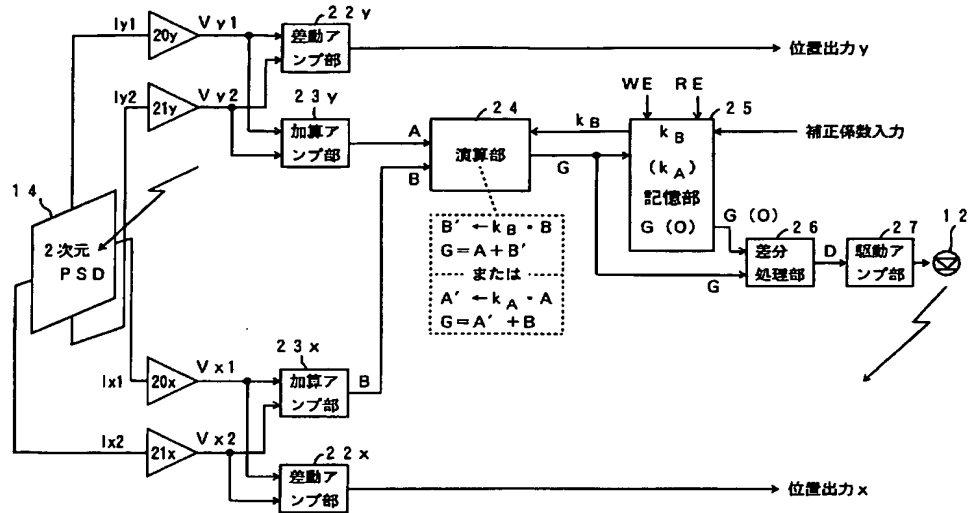 22y
Iy1
20y
Vy1
差動ア
ンプ部
位置出力y
Iy2
21y
Vy2
23y
加算ア
ンプ部
A
B
24
演算部
WE
RE
25
kB
G
kB
(kA)
記憶部
G(O)
補正係数入力
14
2次元
PSD
B'←kB・B
G=A+B'
または
A'←kA・A
G=A'+B
G(O)
26
差分
処理部
G
D
27
駆動ア
ンプ部
12
Ix1
20x
Vx1
23x
加算ア
ンプ部
B
Ix2
21x
Vx2
22x
差動ア
ンプ部
位置出力x